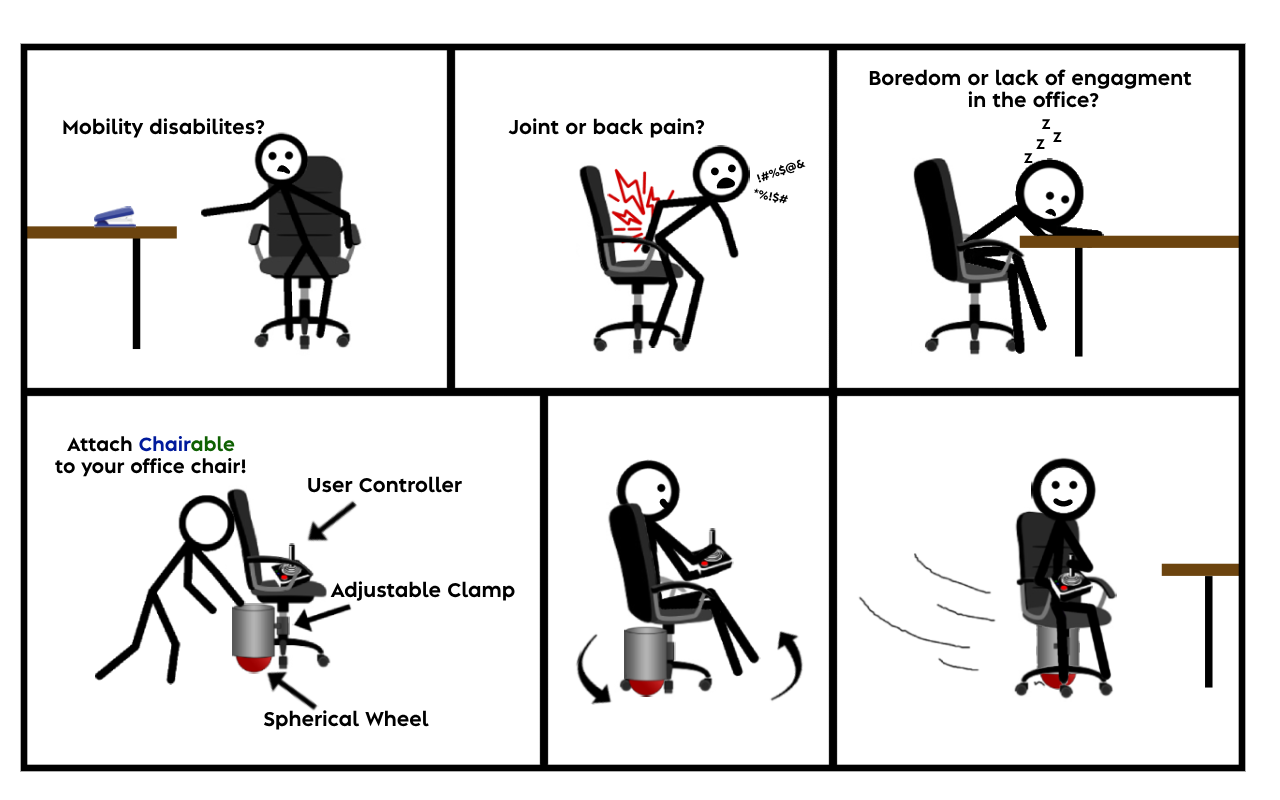 Mobility disabilites?
Joint or back pain?
!#%$@&
*%!$#
Boredom or lack of engagment
in the office?
z
z
z
z
Attach Chairable
to your office chair!
User Controller
Adjustable Clamp
Spherical Wheel